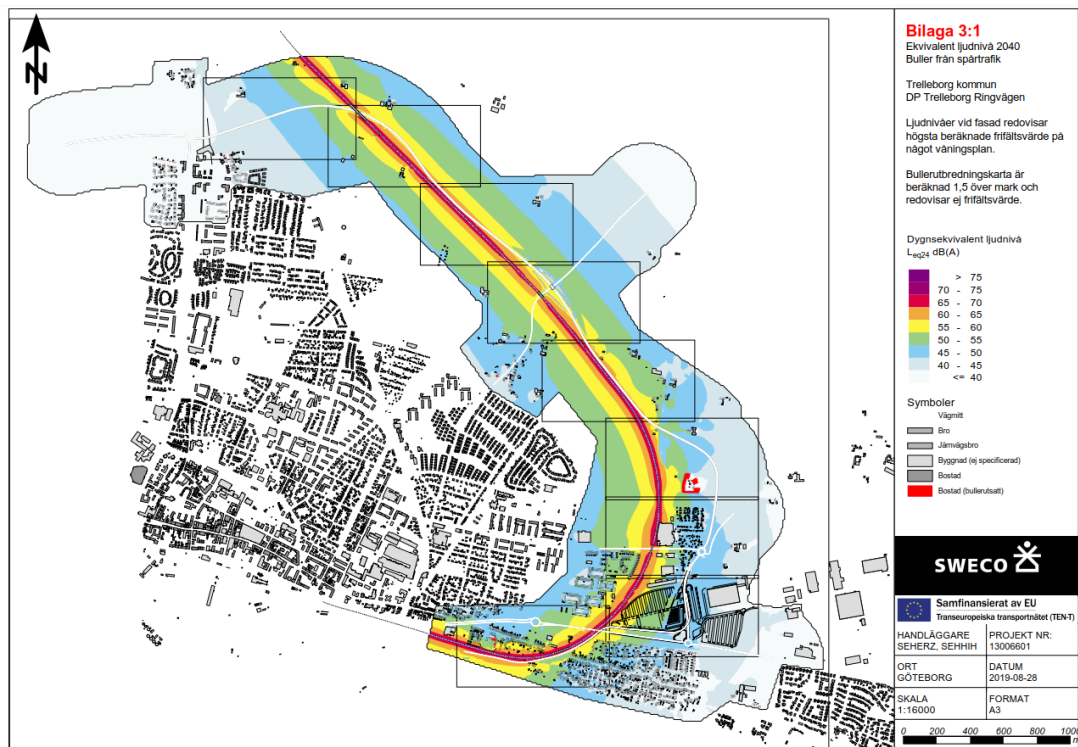 N
Bilaga 3:1
Ekvivalent ljudnivå 2040
Buller från spårtrafik
Trelleborg kommun
DP Trelleborg Ringvägen
Ljudnivåer vid fasad redovisar
högsta beräknade frifältsvärde på
något våningsplan.
Bullerutbredningskarta är
beräknad 1,5 över mark och
redovisar ej frifältsvärde.
Dygnsekvivalent ljudnivå
Leq24 dB(A)
> 75
70 - 75
65 - 70
60 - 65
55 - 60
50 - 55
45 - 50
40 - 45
<= 40
Symboler
Vägmitt
Bro
Järnvägsbro
Byggnad (ej specificerad)
Bostad
Bostad (bullerutsatt)
SWECO
Samfinansierat av EU
Transeuropeiska transportnätet (TEN-T)
HANDLÄGGARE PROJEKT NR:
SEHERZ, SEHHIH 13006601
ORT DATUM
GÖTEBORG 2019-08-28
SKALA FORMAT
1:16000 A3
0 200 400 600 800 1000
m